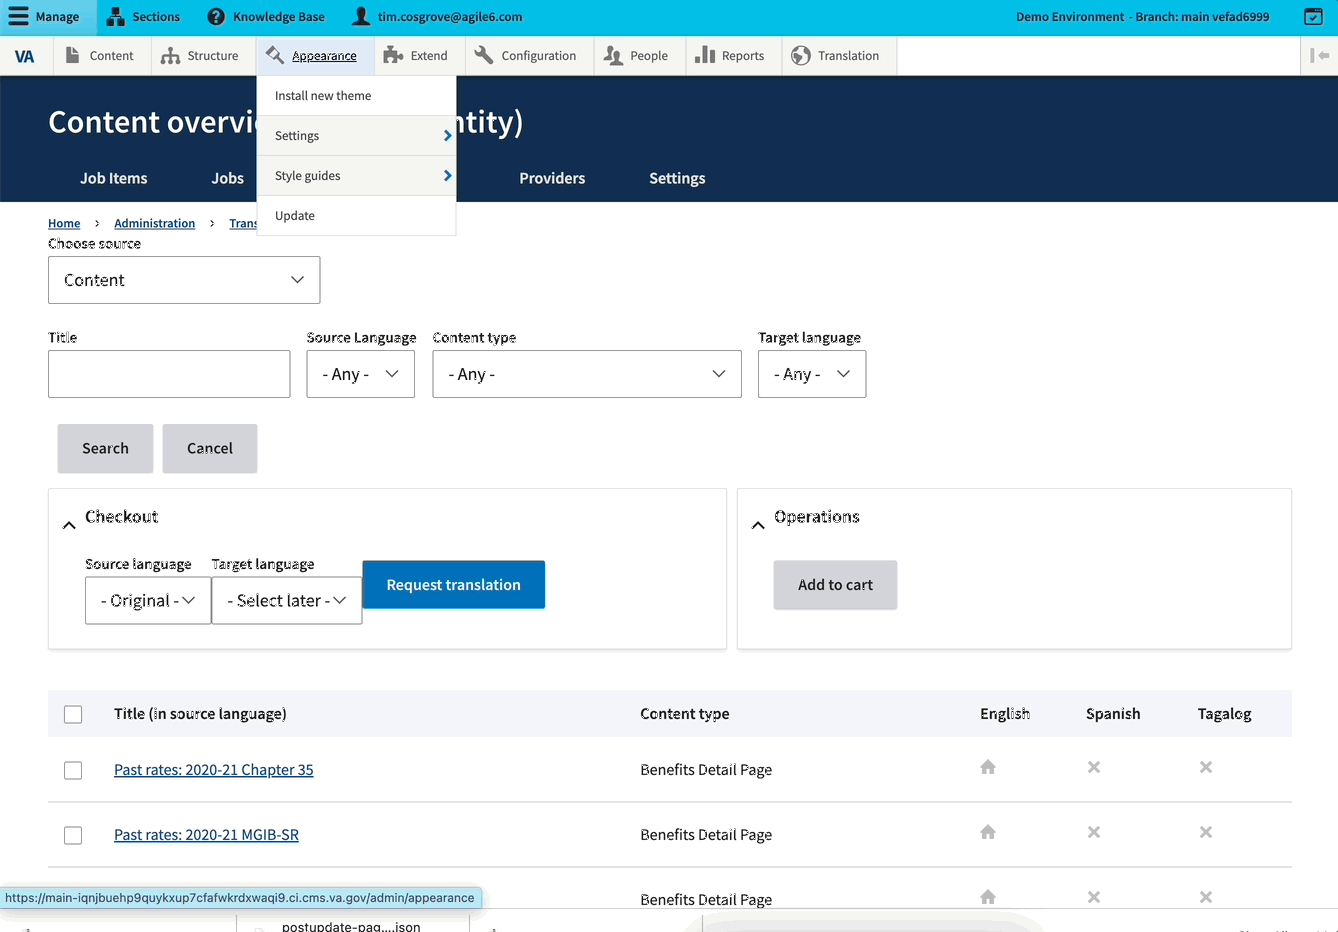 Manage Sections Knowledge Base tim.cosgrove@agile6.com Demo Environment - Branch: main vefad6999
VA Content Structure Appearance Extend Configuration People Reports Translation
Install new theme
Settings
Style guides
Update
Content overvi ntity)
Job Items Jobs Providers Settings
Home > Administration > Trans
Choose source
Content
Title Source Language Content type Target language
- Any - - Any - - Any -
Search Cancel
Checkout Operations
Source language Target language
- Original - - Select later - Request translation Add to cart
Title (in source language) Content type English Spanish Tagalog
Past rates: 2020-21 Chapter 35 Benefits Detail Page
Past rates: 2020-21 MGIB-SR Benefits Detail Page
Benefits Detail Page
https://main-iqnjbuehp9quykxup7cfafwkrdxwaqi9.ci.cms.va.gov/admin/appearance
postupdate-pag....json